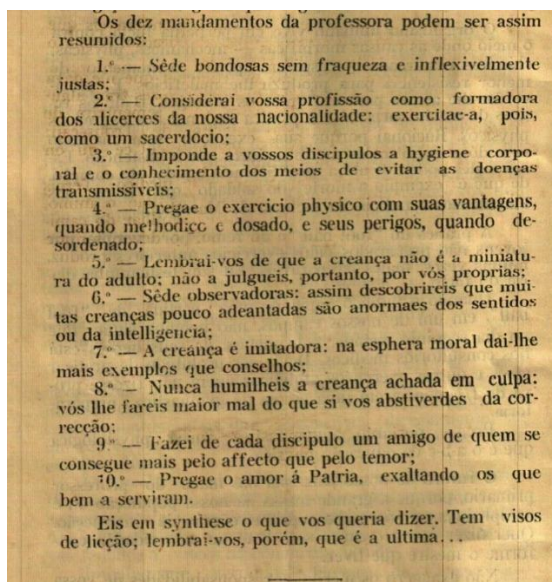 Os dez mandamentos da professora podem ser assim
resumidos:
1.º — Sêde bondosas sem fraqueza e inflexivelmente
justas;
2.º — Considerai vossa profissão como formadora
dos alicerces da nossa nacionalidade: exercitae-a, pois,
como um sacerdocio;
3.º — Imponde a vossos discipulos a hygiene corpo-
ral e o conhecimento dos meios de evitar as doenças
transmissiveis;
4.º — Pregae o exercicio physico com suas vantagens,
quando methodico e dosado, e seus perigos, quando de-
sordenado;
5.º — Lembrai-vos de que a creança não é a miniatu-
ra do adulto: não a julgueis, portanto, por vós proprias;
6.º — Sêde observadoras: assim descobrireis que mui-
tas creanças pouco adeantadas são anormaes dos sentidos
ou da intelligencia;
7.º — A creança é imitadora: na esphera moral dai-lhe
mais exemplos que conselhos;
8.º — Nunca humilheis a creança achada em culpa:
vós lhe fareis maior mal do que si vos abstiverdes da cor-
recção;
9.º — Fazei de cada discipulo um amigo de quem se
consegue mais pelo affecto que pelo temor;
10.º — Pregae o amor á Patria, exaltando os que
bem a serviram.
Eis em synthese o que vos queria dizer. Tem visos
de licção; lembrai-vos, porém, que é a ultima...